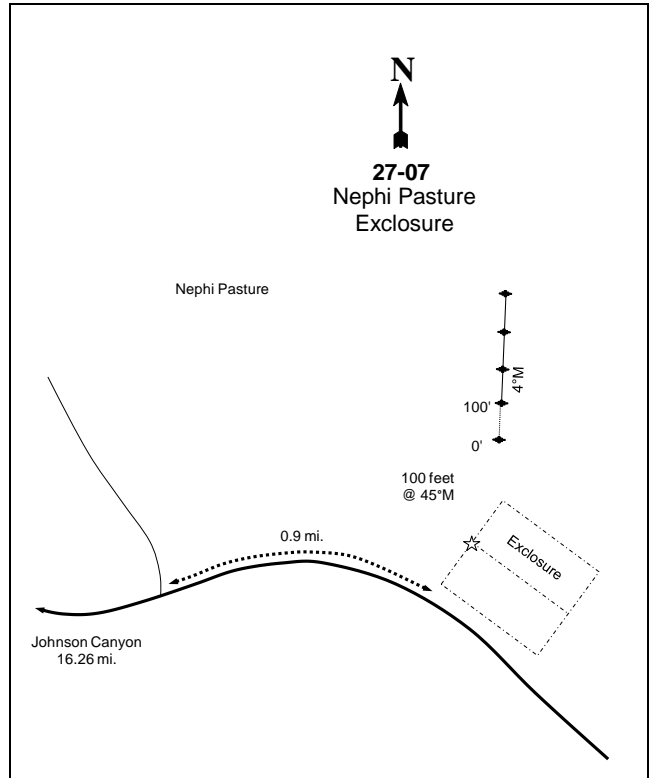 N
27-07
Nephi Pasture
Exclosure
Nephi Pasture
4°M
100'
0'
100 feet
@ 45°M
0.9 mi.
Exclosure
Johnson Canyon
16.26 mi.